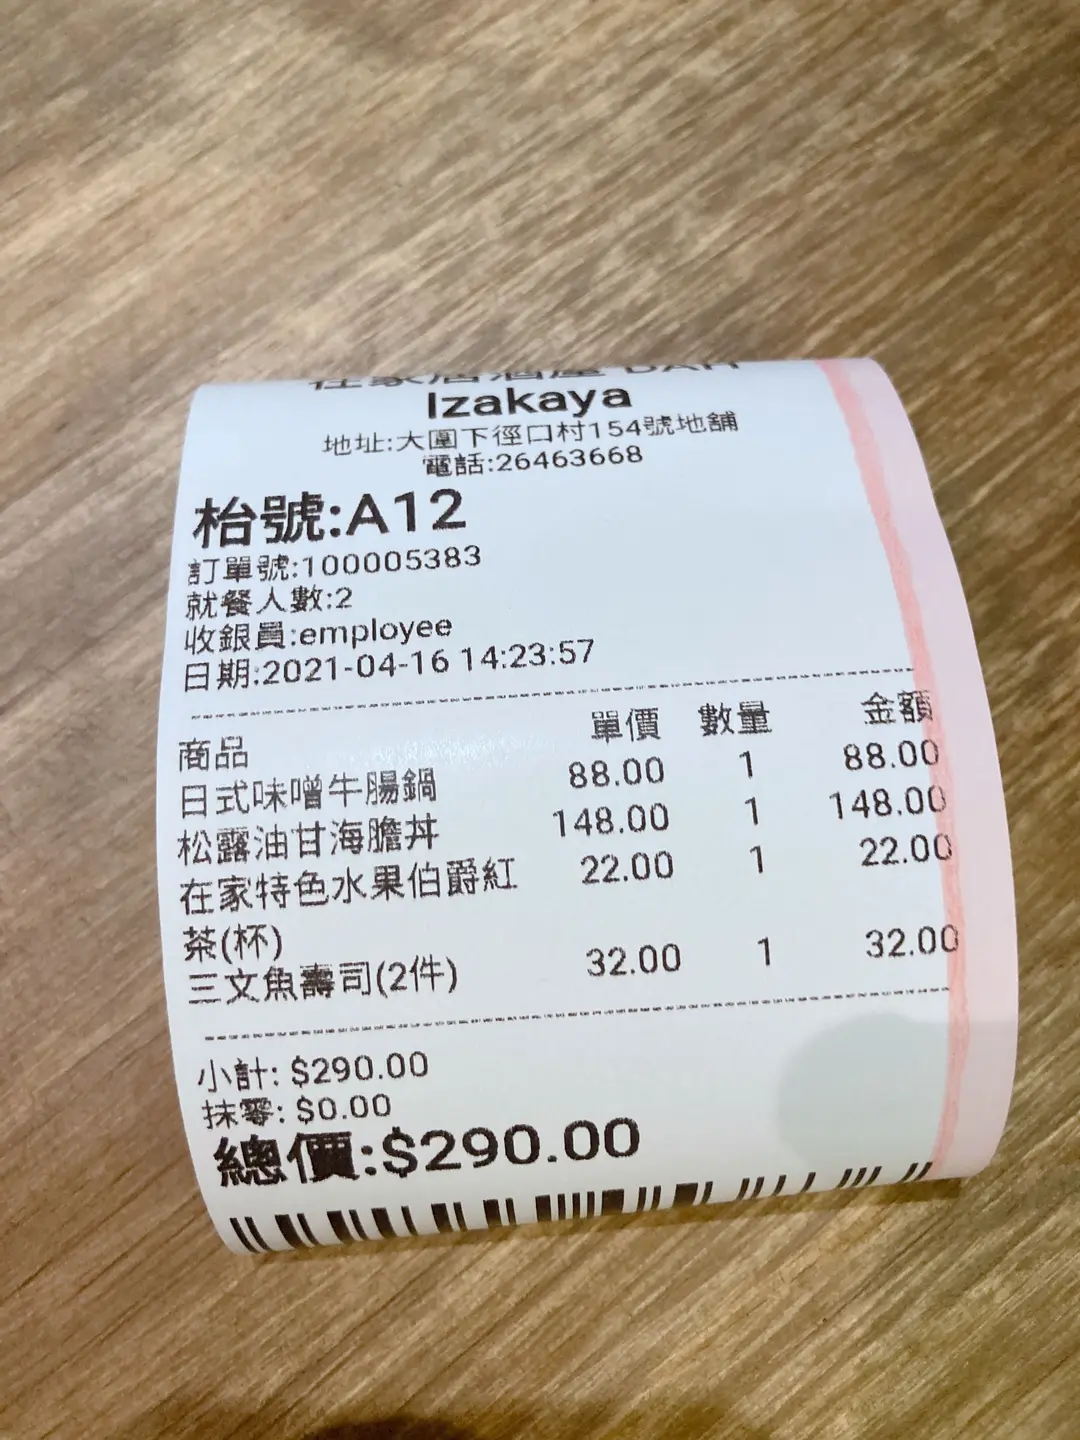 在家居酒屋 DAH
Izakaya
地址:大圍下徑口村154號地舖
電話:26463668
枱號:A12
訂單號:100005383
就餐人數:2
收銀員:employee
日期:2021-04-16 14:23:57
商品 單價 數量 金額
日式味噌牛腸鍋 88.00 1 88.00
松露油甘海膽丼 148.00 1 148.00
在家特色水果伯爵紅 22.00 1 22.00
茶(杯)
三文魚壽司(2件) 32.00 1 32.00
小計: $290.00
抹零: $0.00
總價:$290.00